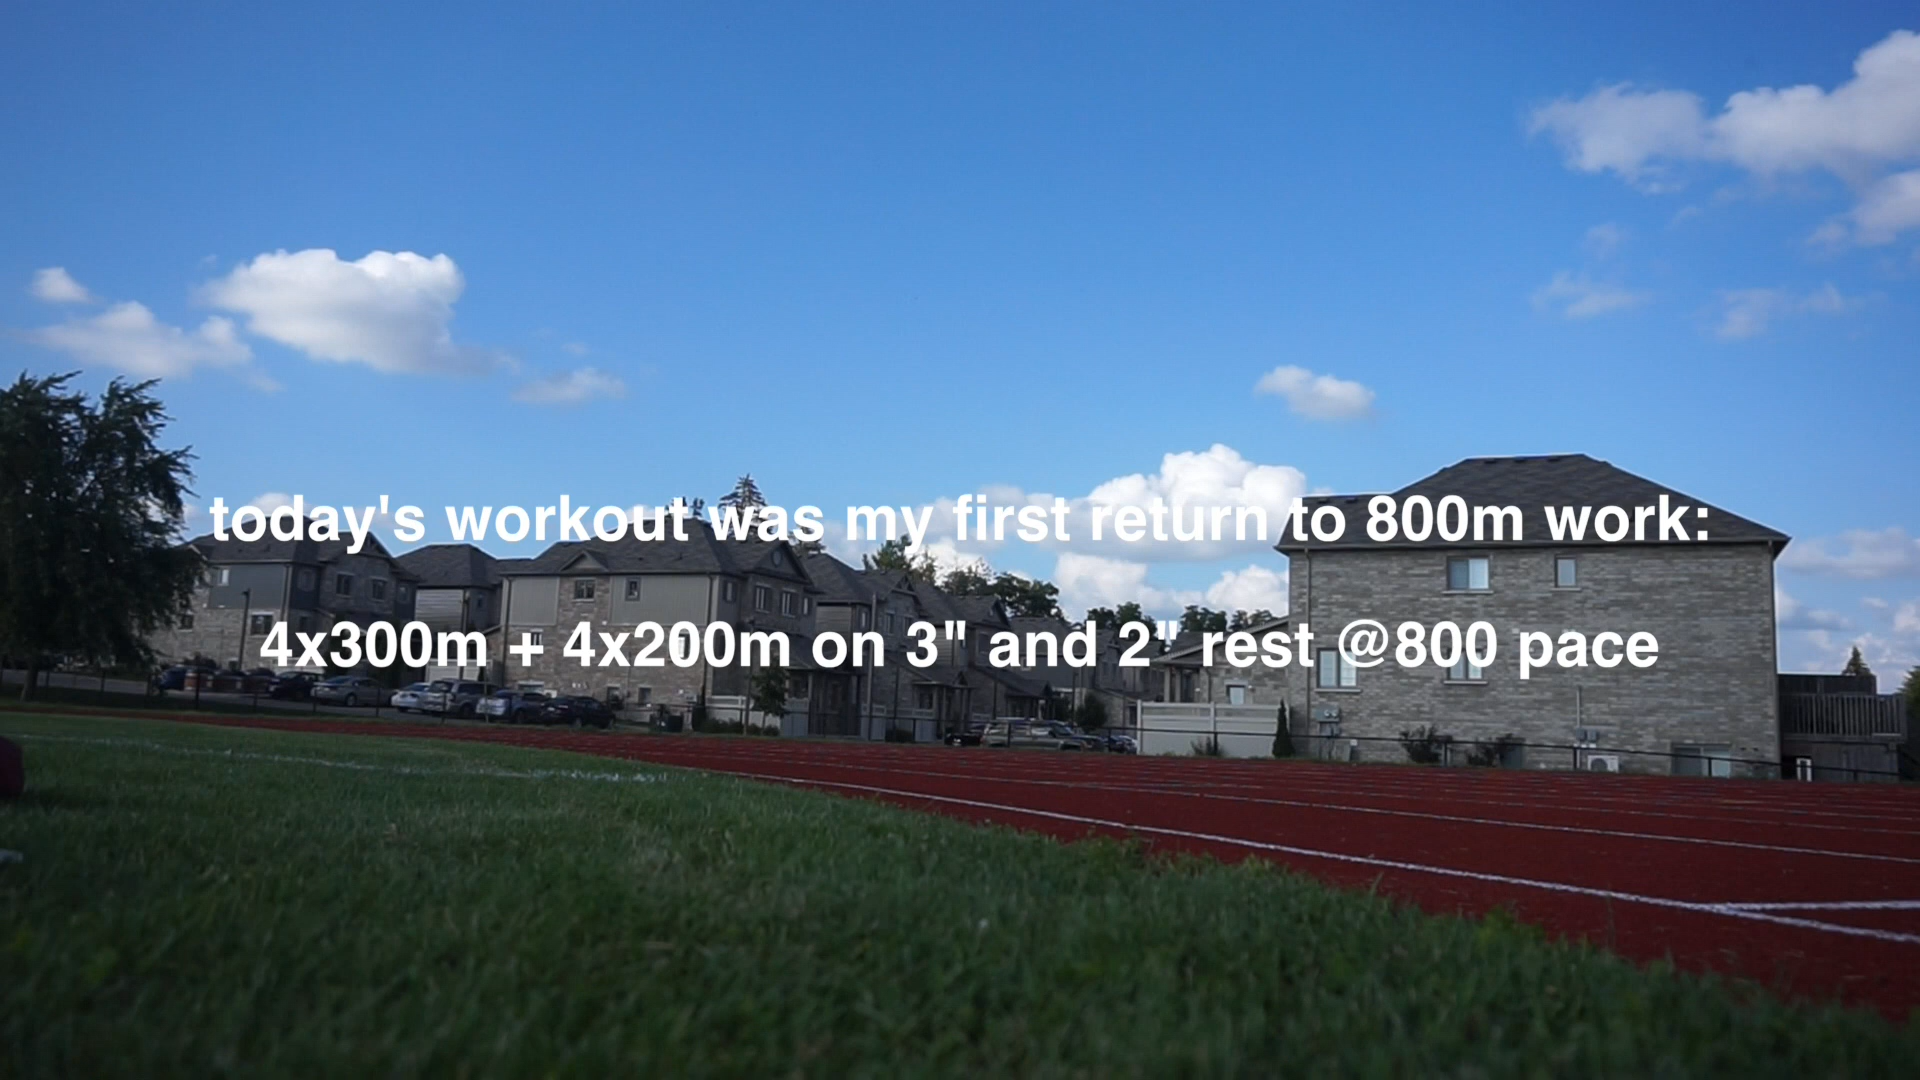 today's workout was my first return to 800m work:
4x300m + 4x200m on 3" and 2" rest @800 pace